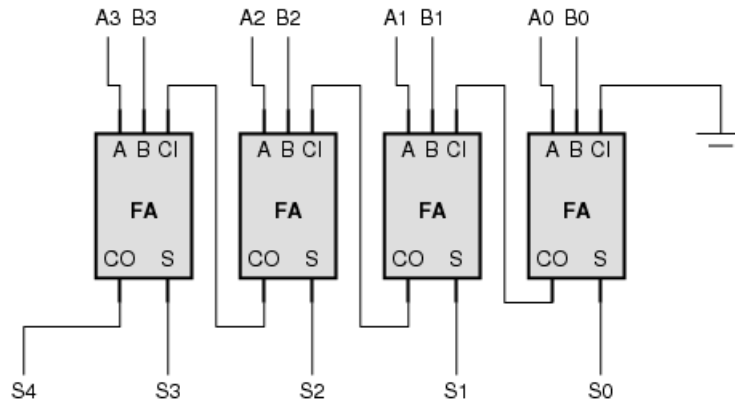 A3 B3 A2 B2 A1 B1 A0 B0
A B CI A B CI A B CI A B CI
FA FA FA FA
CO S CO S CO S CO S
S4 S3 S2 S1 S0